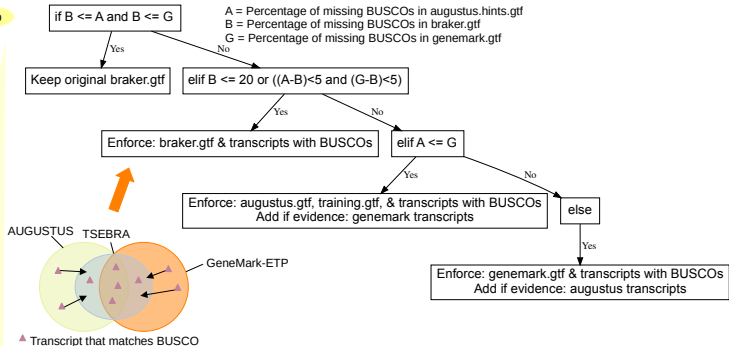 if B <= A and B <= G
A = Percentage of missing BUSCOs in augustus.hints.gtf
B = Percentage of missing BUSCOs in braker.gtf
G = Percentage of missing BUSCOs in genemark.gtf
Yes
No
Keep original braker.gtf
elif B <= 20 or ((A-B)<5 and (G-B)<5)
Yes
No
Enforce: braker.gtf & transcripts with BUSCOs
elif A <= G
Yes
No
Enforce: augustus.gtf, training.gtf, & transcripts with BUSCOs
Add if evidence: genemark transcripts
else
Yes
Enforce: genemark.gtf & transcripts with BUSCOs
Add if evidence: augustus transcripts
AUGUSTUS
TSEBRA
GeneMark-ETP
Transcript that matches BUSCO